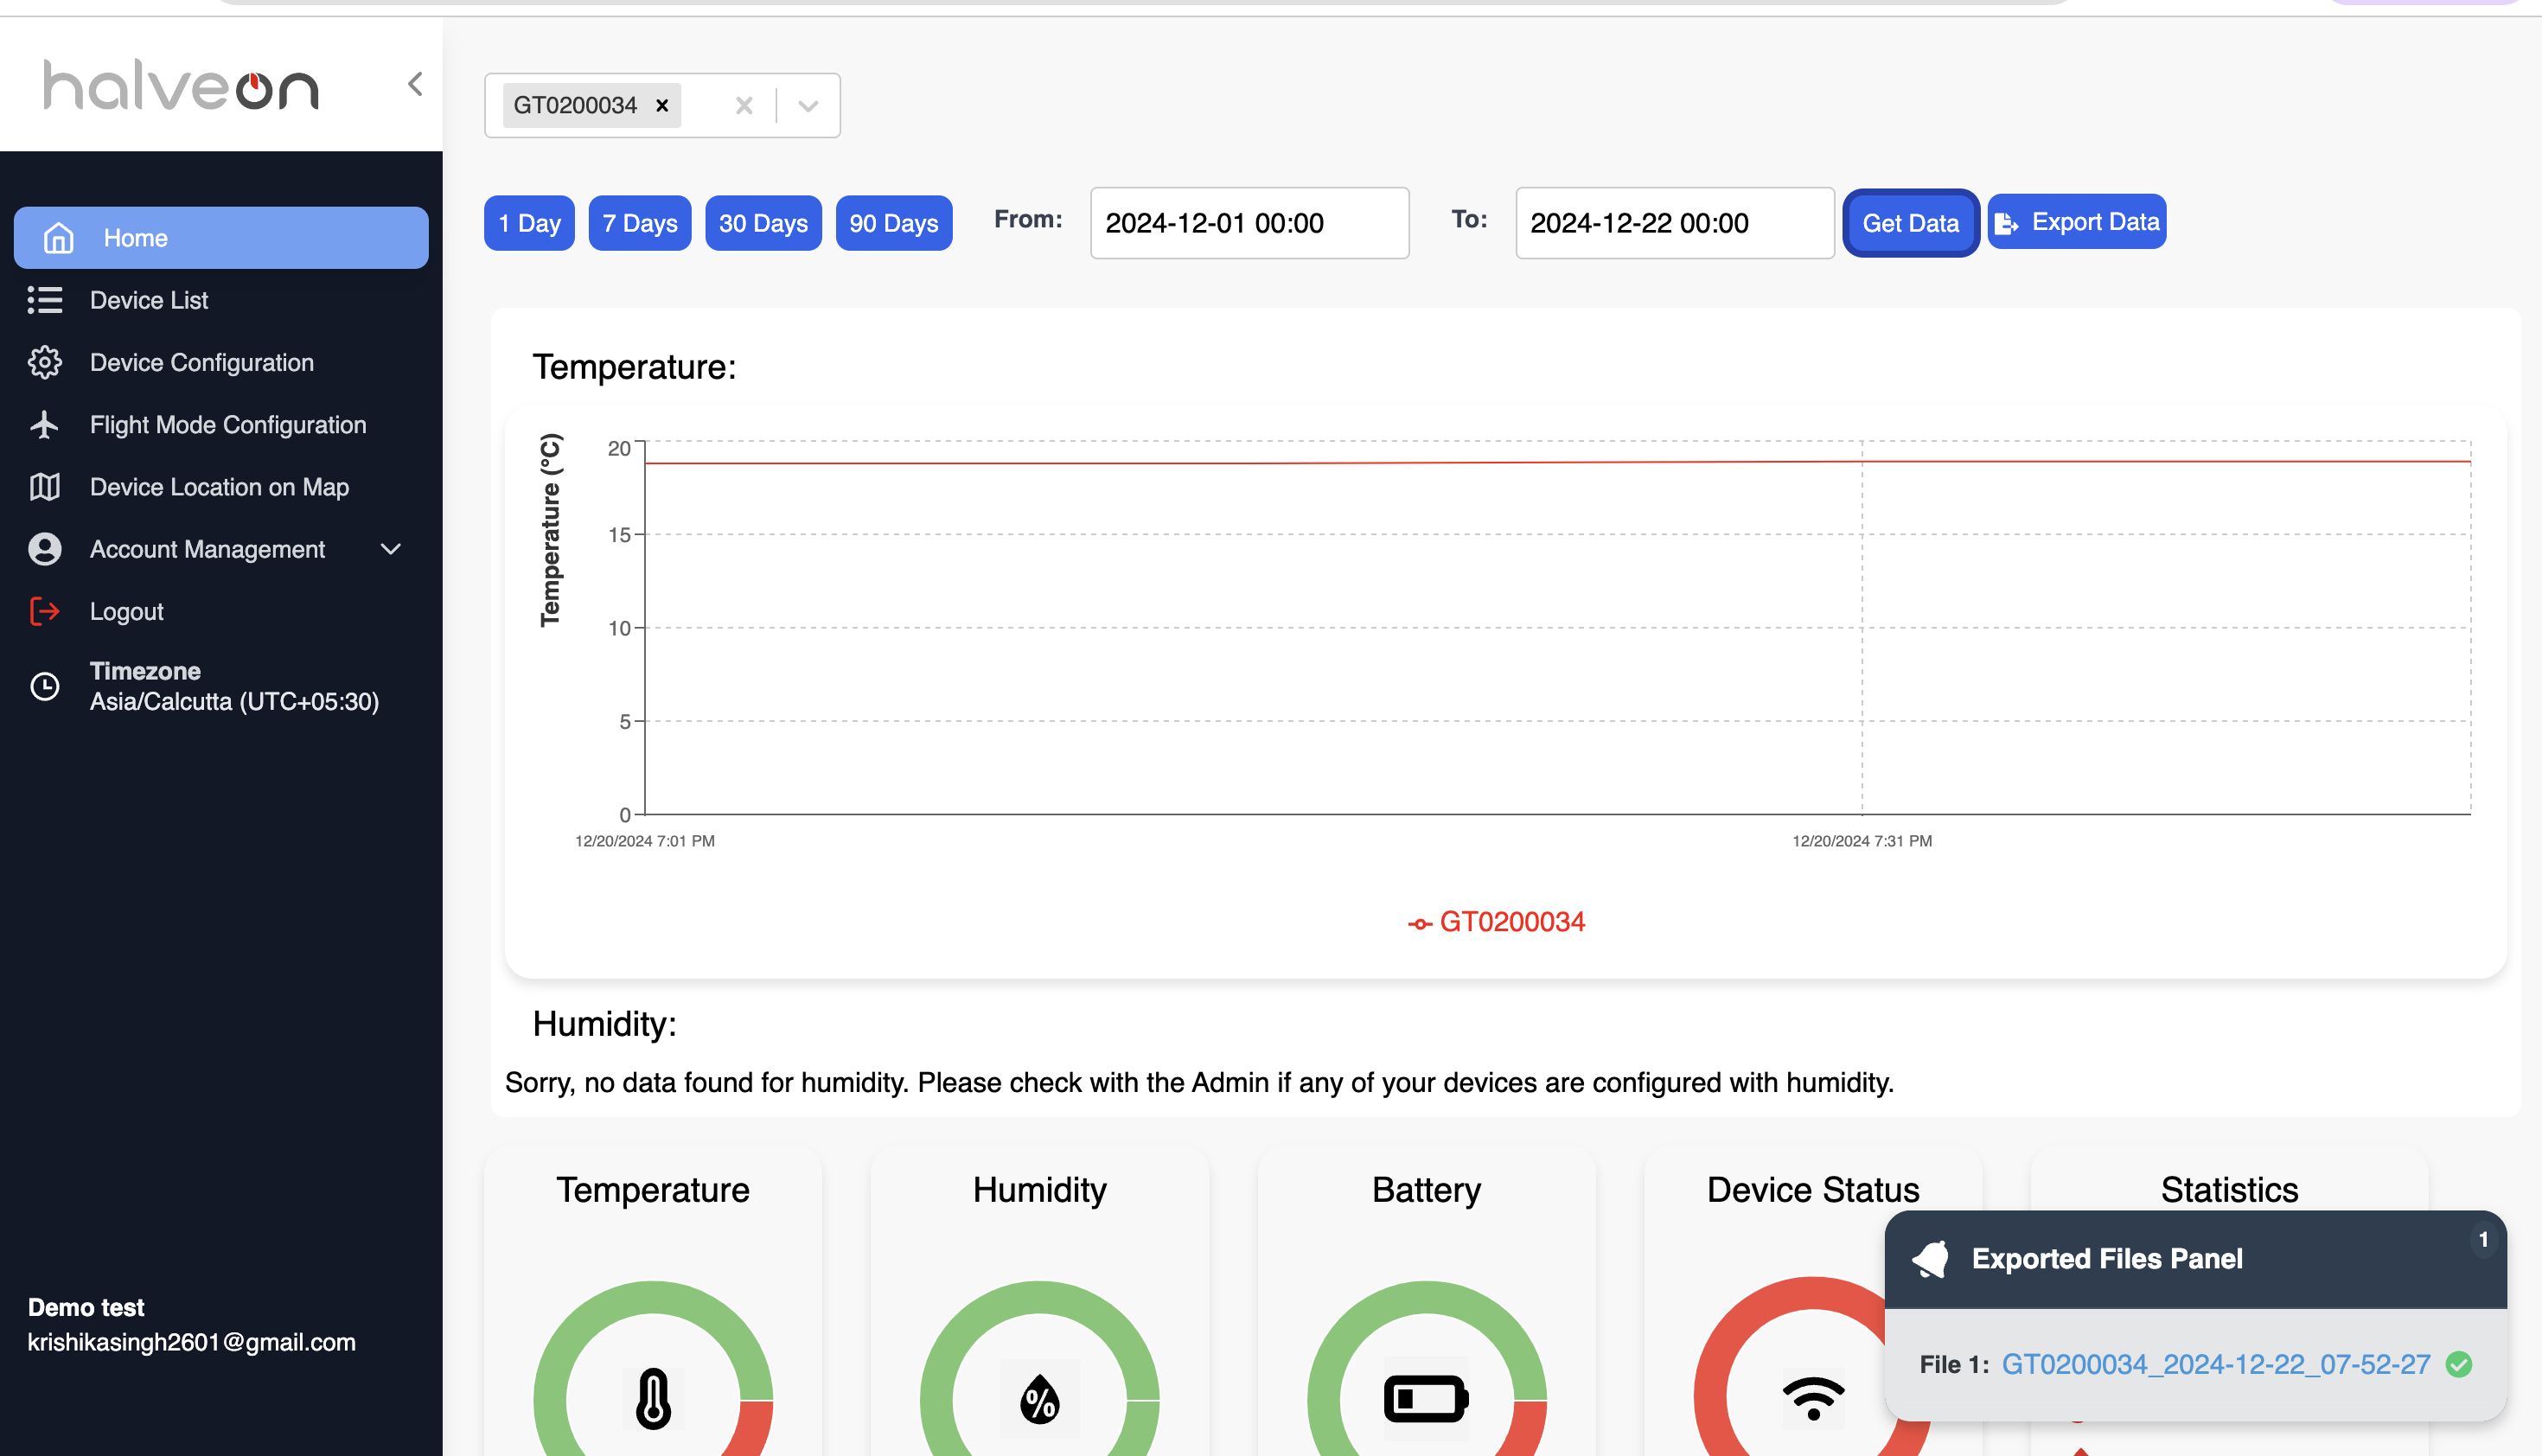 halveon
Home
Device List
Device Configuration
Flight Mode Configuration
Device Location on Map
Account Management
Logout
Timezone
Asia/Calcutta (UTC+05:30)
Demo test
krishikasingh2601@gmail.com
GT0200034
1 Day
7 Days
30 Days
90 Days
From:
2024-12-01 00:00
To:
2024-12-22 00:00
Get Data
Export Data
Temperature:
Temperature (°C)
20
15
10
5
0
12/20/2024 7:01 PM
12/20/2024 7:31 PM
GT0200034
Humidity:
Sorry, no data found for humidity. Please check with the Admin if any of your devices are configured with humidity.
Temperature
Humidity
%
Battery
Device Status
Statistics
Exported Files Panel
1
File 1: GT0200034_2024-12-22_07-52-27